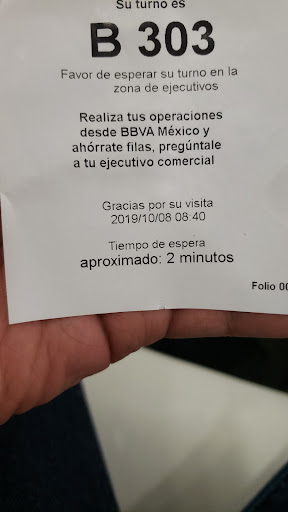 Su turno es
B 303
Favor de esperar su turno en la
zona de ejecutivos
Realiza tus operaciones
desde BBVA México y
ahórrate filas, pregúntale
a tu ejecutivo comercial
Gracias por su visita
2019/10/08 08:40
Tiempo de espera
aproximado: 2 minutos
Folio 00